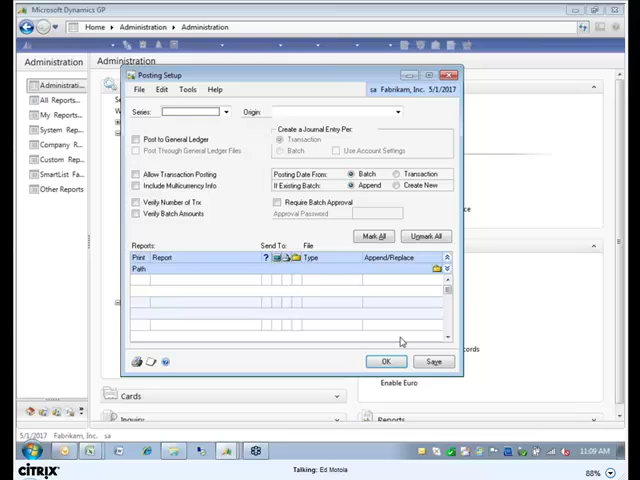 Microsoft Dynamics GP
Home ▸ Administration ▸ Administration
Administration
Administration
Administrati...
All Reports...
My Reports...
System Rep...
Company R...
Custom Rep...
SmartList Fa...
Other Reports
Posting Setup
File Edit Tools Help
sa Fabrikam, Inc. 5/1/2017
Series:
Origin:
Post to General Ledger
Post Through General Ledger Files
Create a Journal Entry Per:
Transaction
Batch
Use Account Settings
Allow Transaction Posting
Include Multicurrency Info
Posting Date From: Batch Transaction
If Existing Batch: Append Create New
Verify Number of Trx
Verify Batch Amounts
Require Batch Approval
Approval Password
Mark All
Unmark All
Reports:
Send To:
File
Print Report ? Type Append/Replace
Path
OK
Save
Enable Euro
Cards
Inquiry
Reports
5/1/2017 Fabrikam, Inc. sa
11:09 AM
CITRIX
Talking: Ed Motola
88%